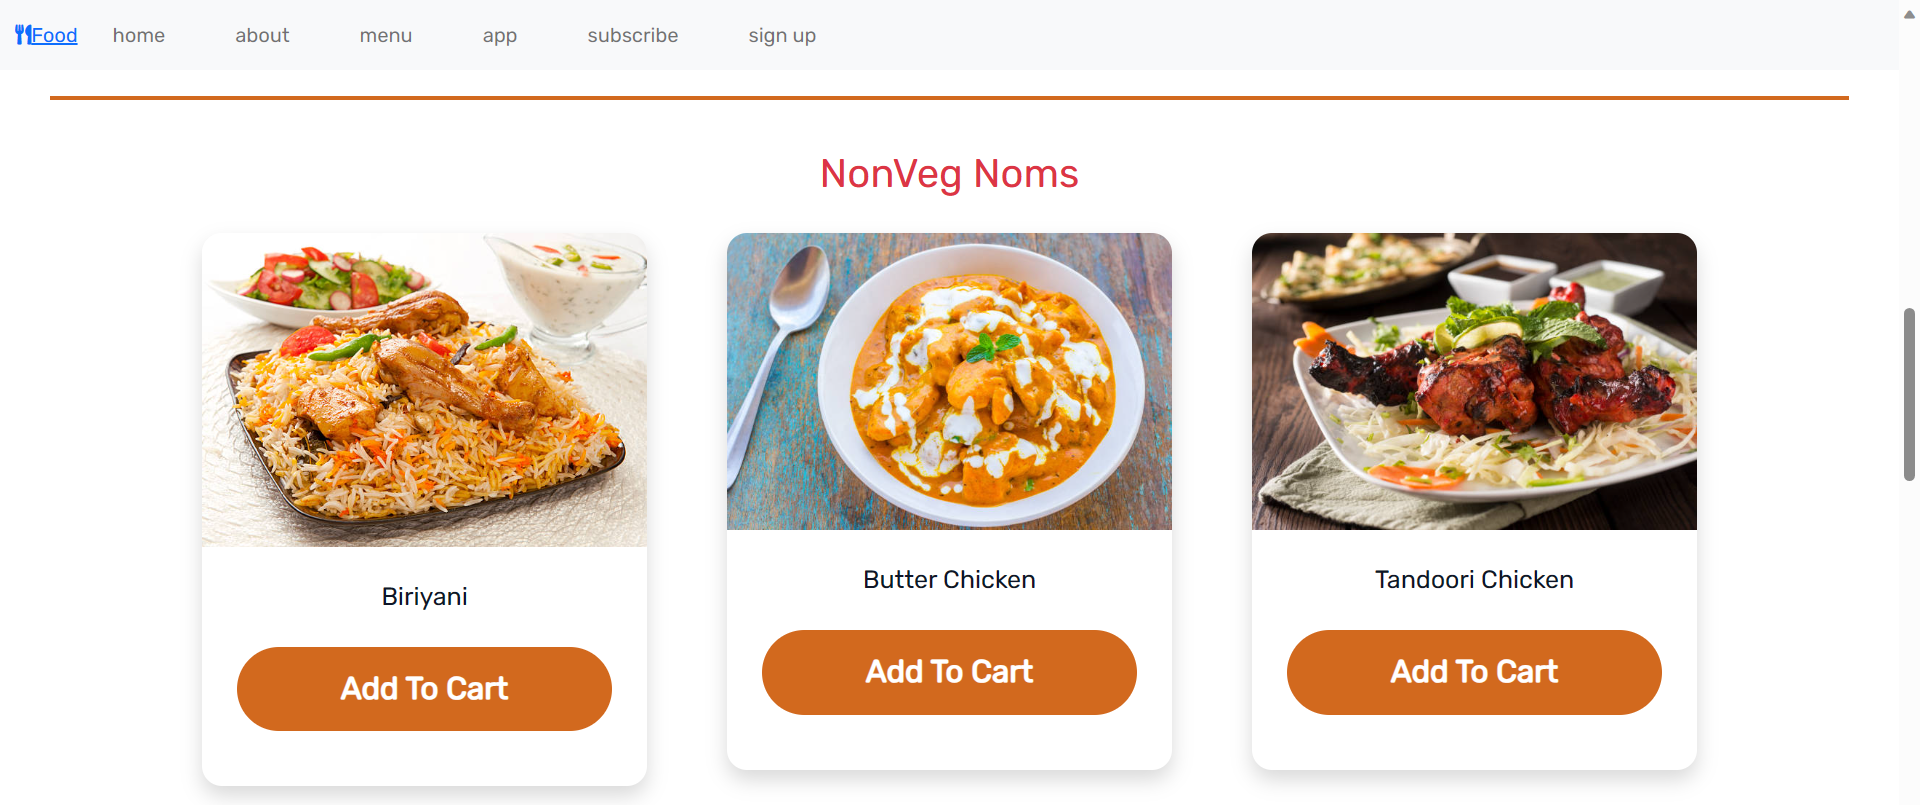 Food home about menu app subscribe sign up
NonVeg Noms
Biriyani
Add To Cart
Butter Chicken
Add To Cart
Tandoori Chicken
Add To Cart